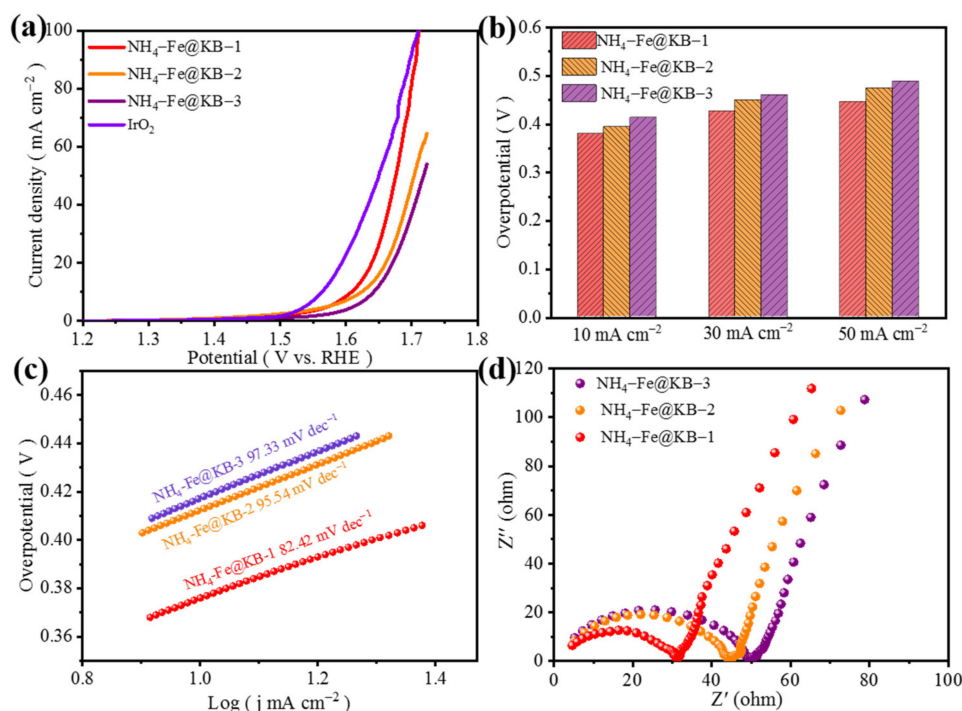 (a)
NH₄−Fe@KB−1
NH₄−Fe@KB−2
NH₄−Fe@KB−3
IrO₂
Current density ( mA cm⁻² )
100
80
60
40
20
0
1.2 1.3 1.4 1.5 1.6 1.7 1.8
Potential ( V vs. RHE )
(b)
NH₄−Fe@KB−1
NH₄−Fe@KB−2
NH₄−Fe@KB−3
Overpotential ( V )
0.6
0.5
0.4
0.3
0.2
0.1
0.0
10 mA cm⁻² 30 mA cm⁻² 50 mA cm⁻²
(c)
Overpotential ( V )
0.46
0.44
0.42
0.40
0.38
0.36
NH₄-Fe@KB-3 97.33 mV dec⁻¹
NH₄-Fe@KB-2 95.54 mV dec⁻¹
NH₄-Fe@KB-1 82.42 mV dec⁻¹
0.8 1.0 1.2 1.4
Log ( j mA cm⁻² )
(d)
NH₄−Fe@KB−3
NH₄−Fe@KB−2
NH₄−Fe@KB−1
Z′′ (ohm)
120
100
80
60
40
20
0
0 20 40 60 80 100
Z′ (ohm)